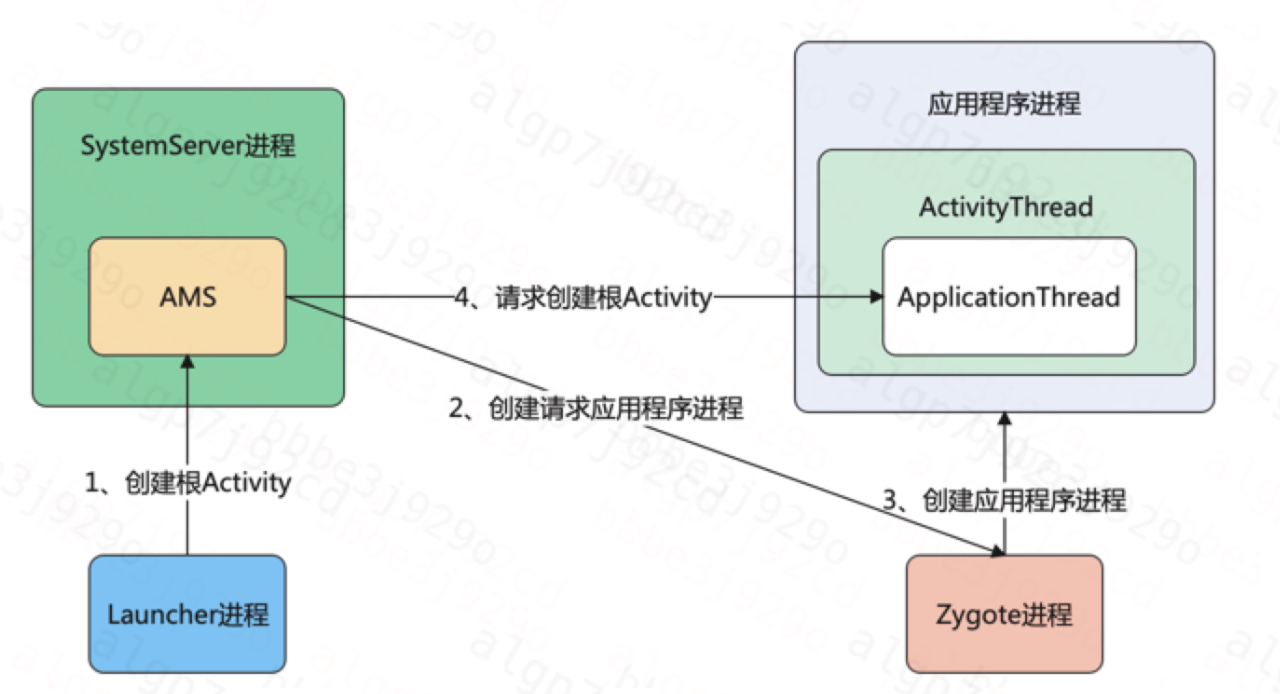 应用程序进程
SystemServer进程
ActivityThread
AMS
4、请求创建根Activity
ApplicationThread
2、创建请求应用程序进程
1、创建根Activity
3、创建应用程序进程
Launcher进程
Zygote进程